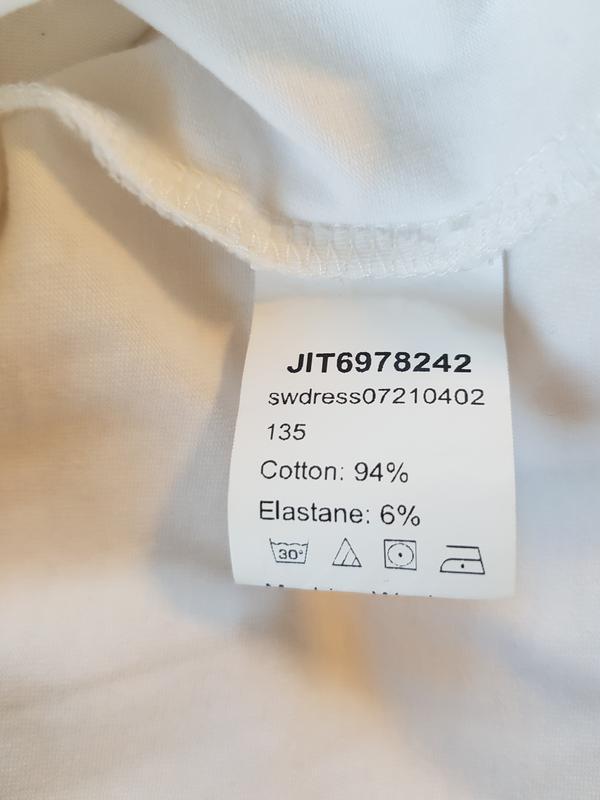 JIT6978242
swdress07210402
135
Cotton: 94%
Elastane: 6%
30°